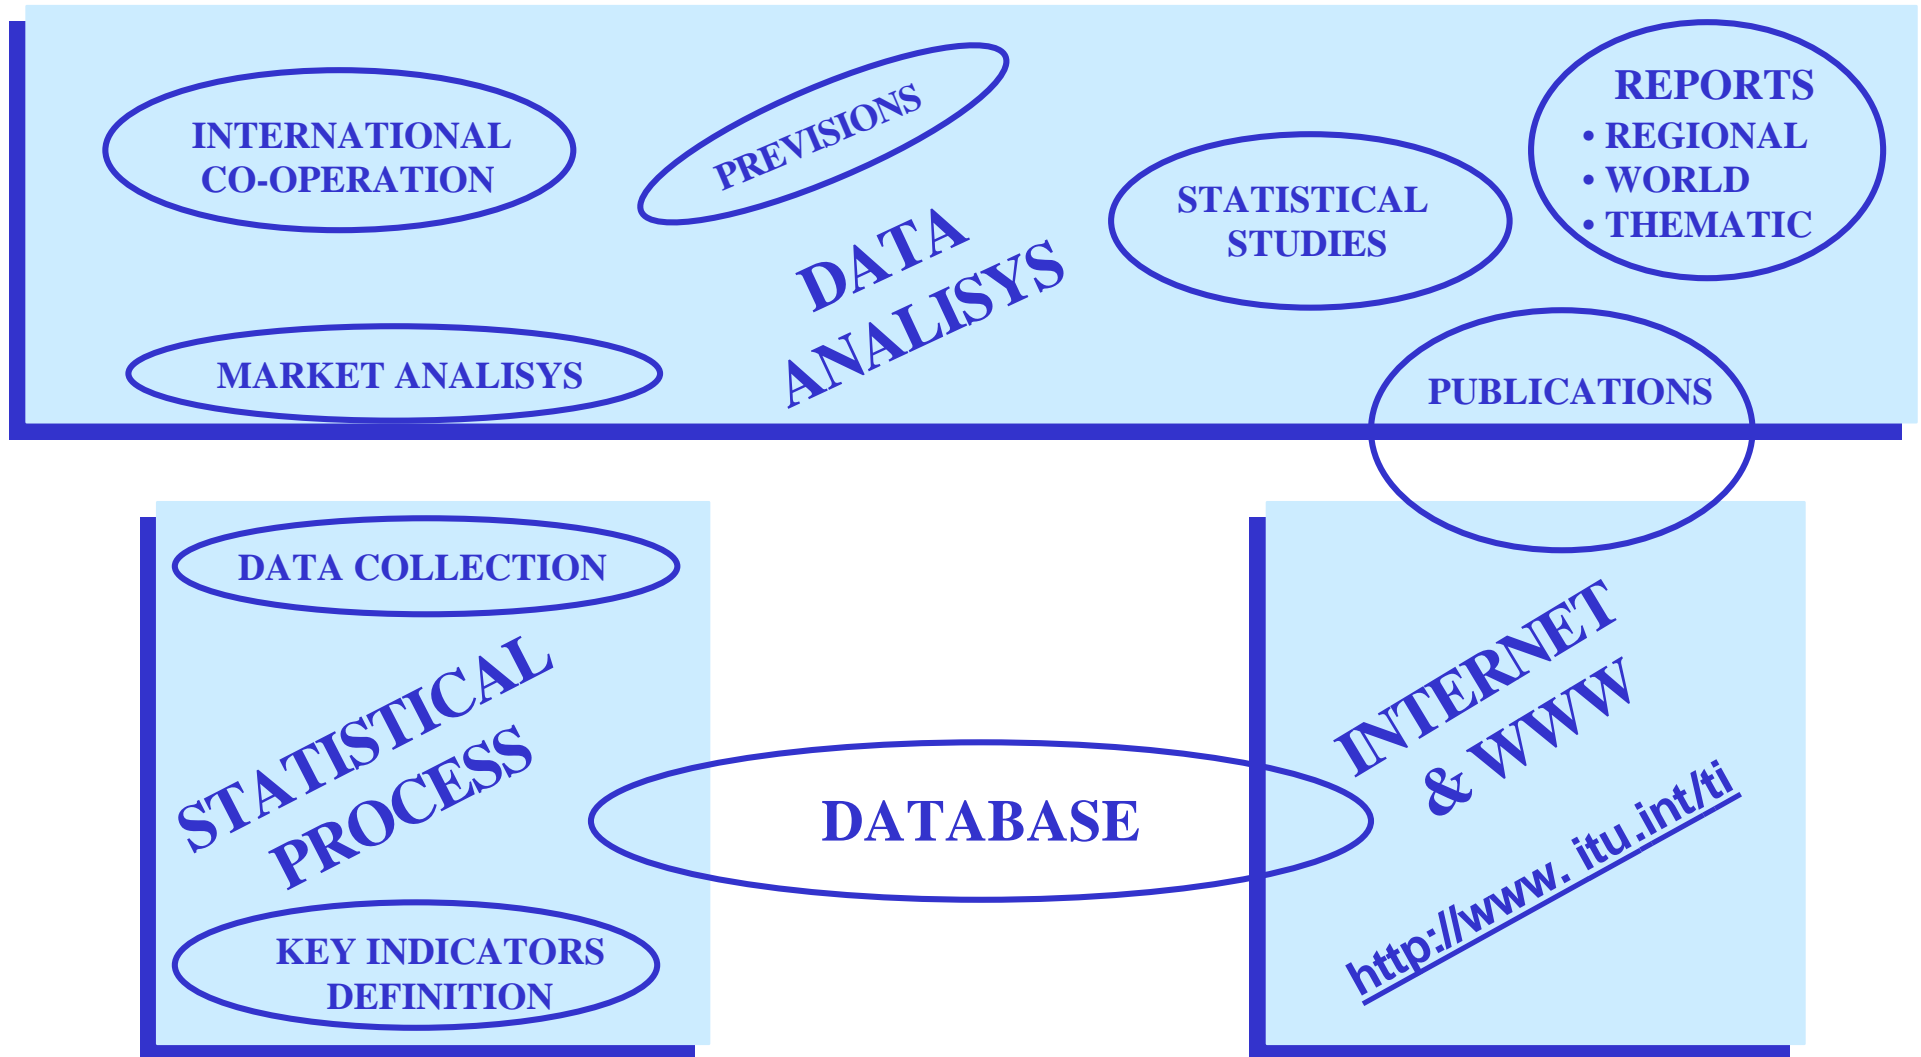 INTERNATIONAL
CO-OPERATION
PREVISIONS
REPORTS
• REGIONAL
• WORLD
• THEMATIC
STATISTICAL
STUDIES
DATA
ANALISYS
MARKET ANALISYS
PUBLICATIONS
DATA COLLECTION
STATISTICAL
PROCESS
KEY INDICATORS
DEFINITION
DATABASE
INTERNET
& WWW
http://www. itu.int/ti